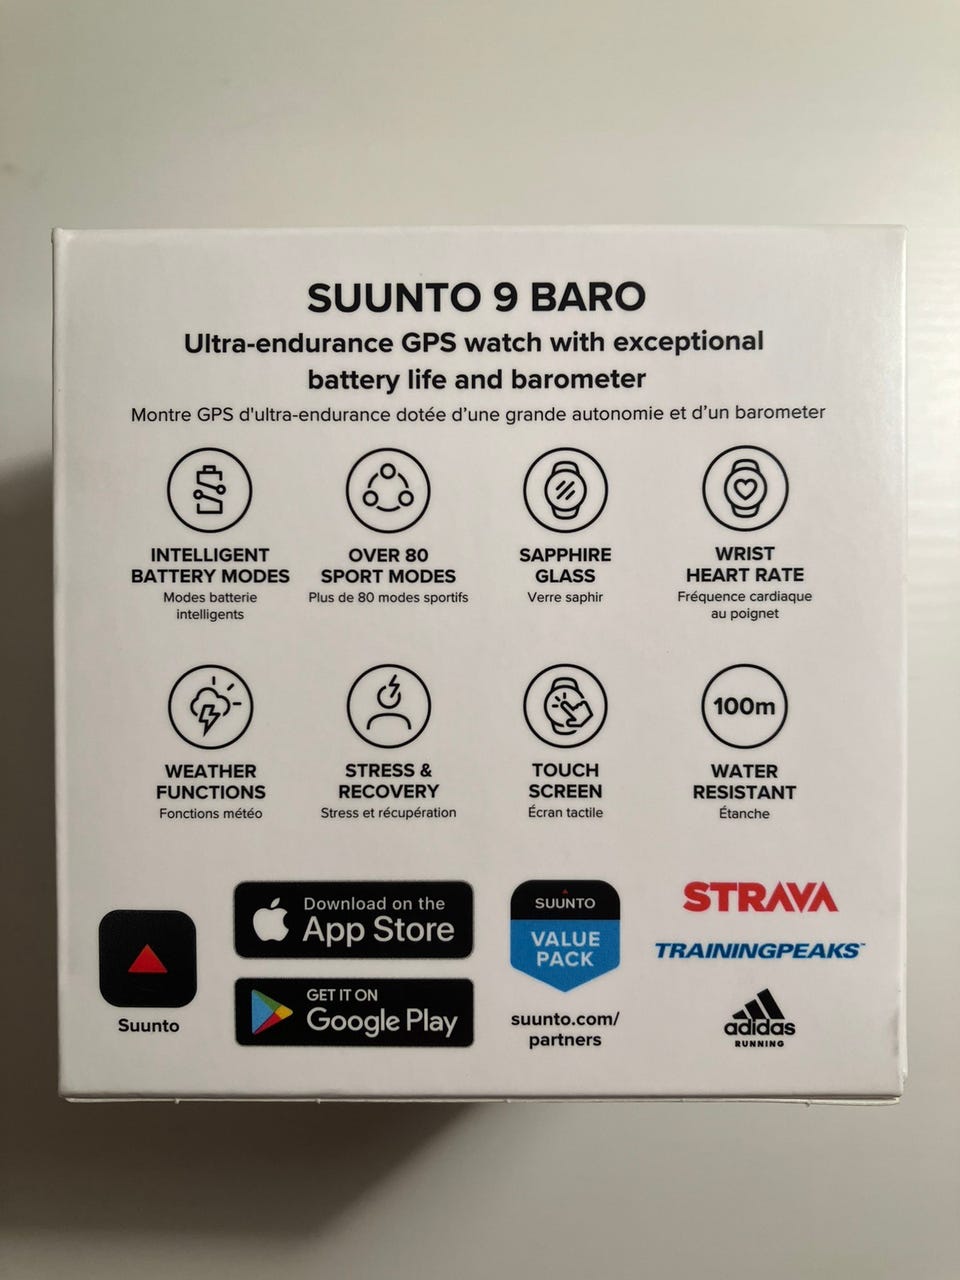 SUUNTO 9 BARO
Ultra-endurance GPS watch with exceptional
battery life and barometer
Montre GPS d'ultra-endurance dotée d'une grande autonomie et d'un barometer
INTELLIGENT
BATTERY MODES
Modes batterie
intelligents
OVER 80
SPORT MODES
Plus de 80 modes sportifs
SAPPHIRE
GLASS
Verre saphir
WRIST
HEART RATE
Fréquence cardiaque
au poignet
WEATHER
FUNCTIONS
Fonctions météo
STRESS &
RECOVERY
Stress et récupération
TOUCH
SCREEN
Écran tactile
100m
WATER
RESISTANT
Étanche
Suunto
Download on the
App Store
GET IT ON
Google Play
SUUNTO
VALUE
PACK
suunto.com/
partners
STRAVA
TRAININGPEAKS™
adidas
RUNNING